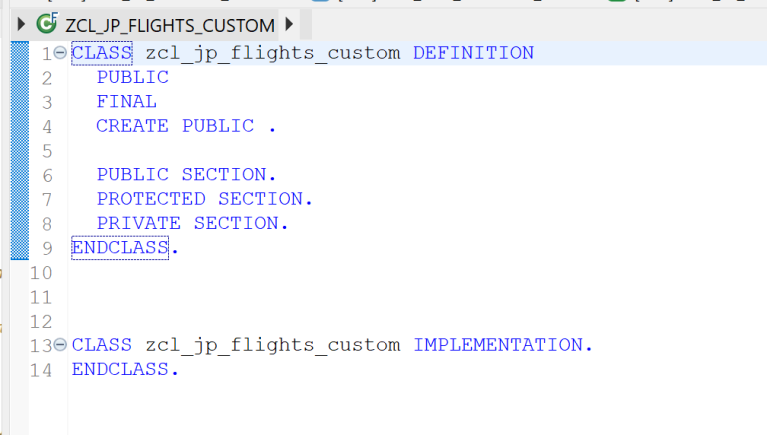 ZCL_JP_FLIGHTS_CUSTOM
1 CLASS zcl_jp_flights_custom DEFINITION
2 PUBLIC
3 FINAL
4 CREATE PUBLIC .
5
6 PUBLIC SECTION.
7 PROTECTED SECTION.
8 PRIVATE SECTION.
9 ENDCLASS.
10
11
12
13 CLASS zcl_jp_flights_custom IMPLEMENTATION.
14 ENDCLASS.